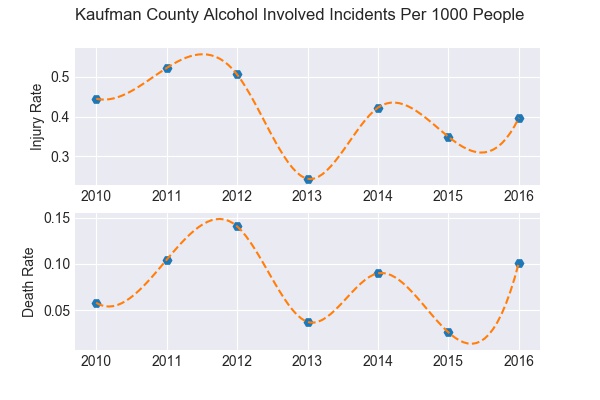 Kaufman County Alcohol Involved Incidents Per 1000 People
Injury Rate
0.5
0.4
0.3
2010 2011 2012 2013 2014 2015 2016
Death Rate
0.15
0.10
0.05
2010 2011 2012 2013 2014 2015 2016